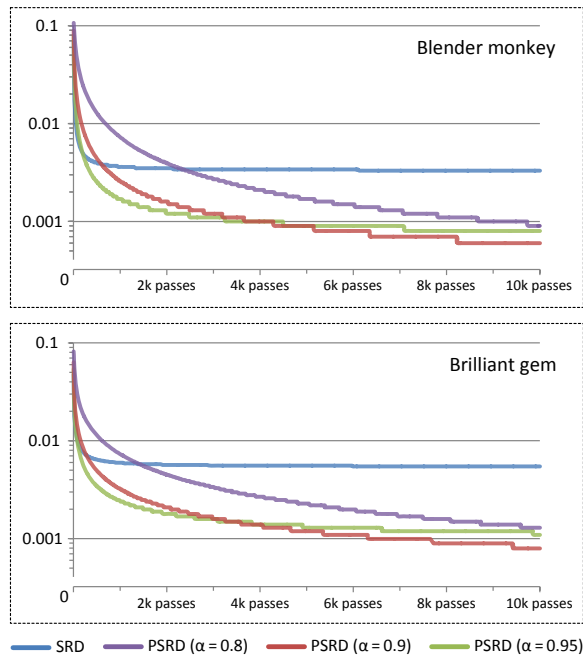 0.1
Blender monkey
0.01
0.001
0
2k passes 4k passes 6k passes 8k passes 10k passes
0.1
Brilliant gem
0.01
0.001
0
2k passes 4k passes 6k passes 8k passes 10k passes
SRD PSRD (α = 0.8) PSRD (α = 0.9) PSRD (α = 0.95)